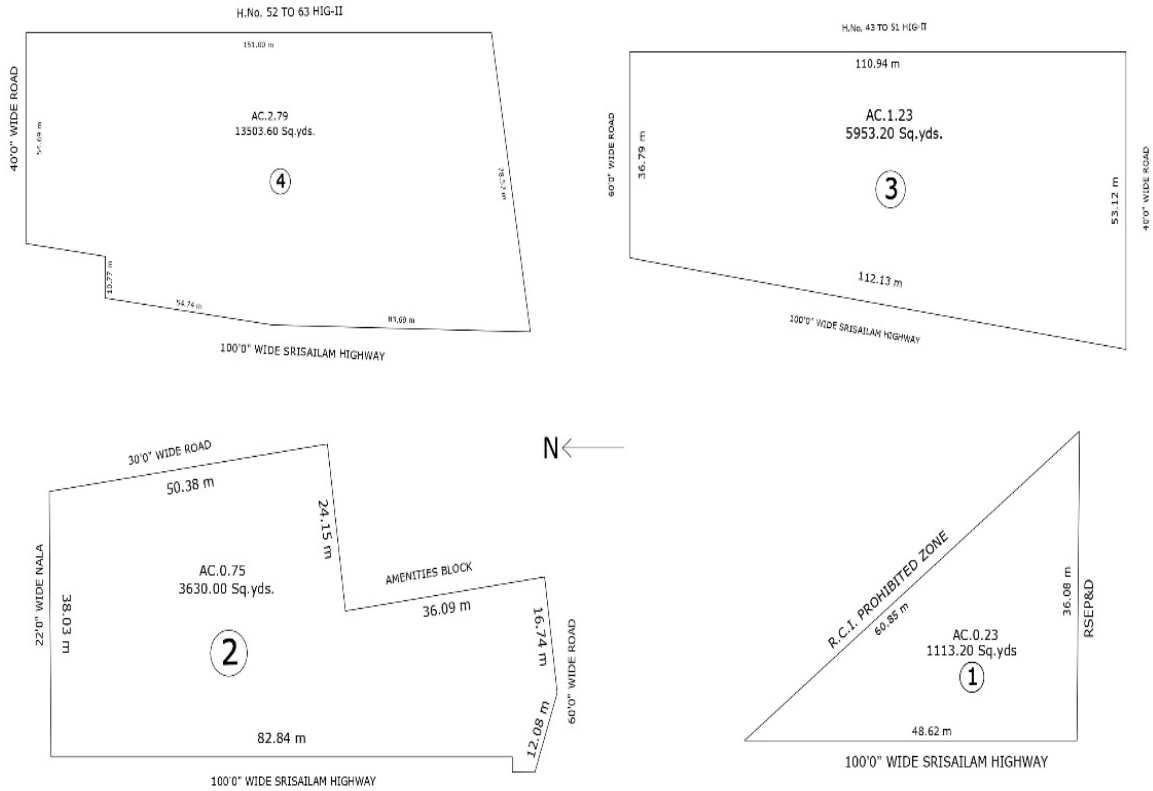 H.No. 52 TO 63 HIG-II
151.00 m
40'0" WIDE ROAD
54.69 m
AC.2.79
13503.60 Sq.yds.
4
78.57 m
10.77 m
54.74 m
83.69 m
100'0" WIDE SRISAILAM HIGHWAY
H.No. 43 TO 51 HIG-II
110.94 m
60'0" WIDE ROAD
36.79 m
AC.1.23
5953.20 Sq.yds.
3
53.12 m
40'0" WIDE ROAD
112.13 m
100'0" WIDE SRISAILAM HIGHWAY
N
30'0" WIDE ROAD
50.38 m
24.15 m
22'0" WIDE NALA
38.03 m
AC.0.75
3630.00 Sq.yds.
2
AMENITIES BLOCK
36.09 m
16.74 m
60'0" WIDE ROAD
12.08 m
82.84 m
100'0" WIDE SRISAILAM HIGHWAY
R.C.I. PROHIBITED ZONE
60.85 m
36.08 m
RSEP&D
AC.0.23
1113.20 Sq.yds
1
48.62 m
100'0" WIDE SRISAILAM HIGHWAY